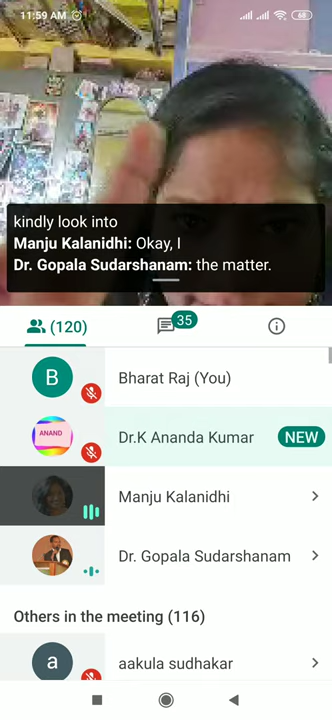 11:59 AM
68
kindly look into
Manju Kalanidhi: Okay, I
Dr. Gopala Sudarshanam: the matter.
(120)
35
B
Bharat Raj (You)
ANAND
Dr.K Ananda Kumar
NEW
Manju Kalanidhi
Dr. Gopala Sudarshanam
Others in the meeting (116)
a
aakula sudhakar